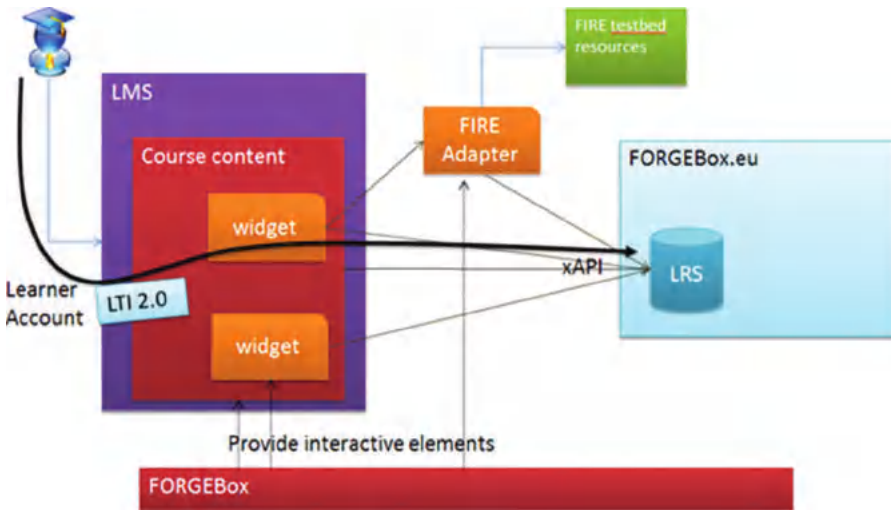 FIRE testbed
resources
LMS
FIRE
Adapter
Course content
FORGEBox.eu
widget
xAPI
LRS
Learner
Account
LTI 2.0
widget
Provide interactive elements
FORGEBox